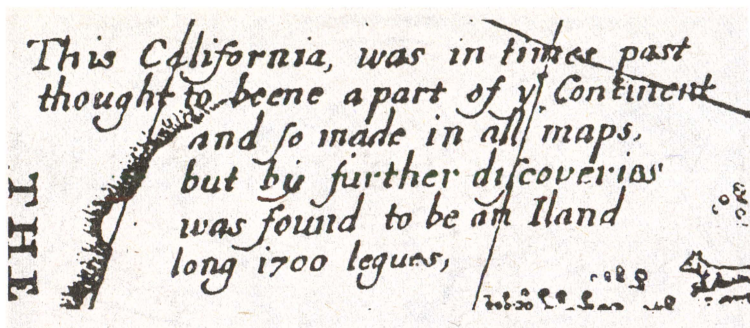 This California, was in times past
thought to beene a part of yͤ Continent
and ſo made in all maps,
but by further diſcoveries
was found to be an Iland
long 1700 legues,
THE